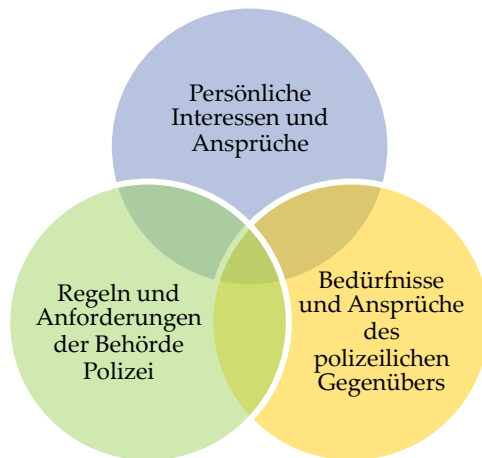 Persönliche
Interessen und
Ansprüche
Regeln und
Anforderungen
der Behörde
Polizei
Bedürfnisse
und Ansprüche
des
polizeilichen
Gegenübers